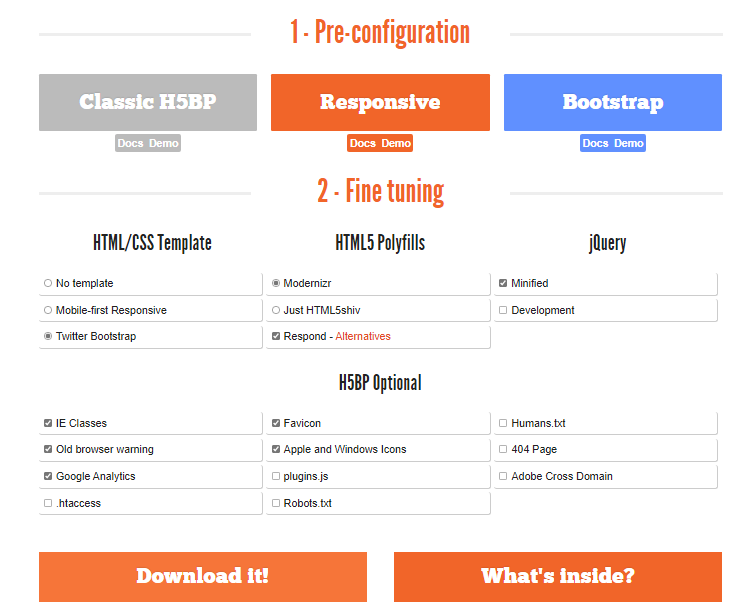 1 - Pre-configuration
Classic H5BP
Responsive
Bootstrap
Docs Demo
Docs Demo
Docs Demo
2 - Fine tuning
HTML/CSS Template
No template
Mobile-first Responsive
Twitter Bootstrap
HTML5 Polyfills
Modernizr
Just HTML5shiv
Respond - Alternatives
jQuery
Minified
Development
H5BP Optional
IE Classes
Old browser warning
Google Analytics
.htaccess
Favicon
Apple and Windows Icons
plugins.js
Robots.txt
Humans.txt
404 Page
Adobe Cross Domain
Download it!
What's inside?